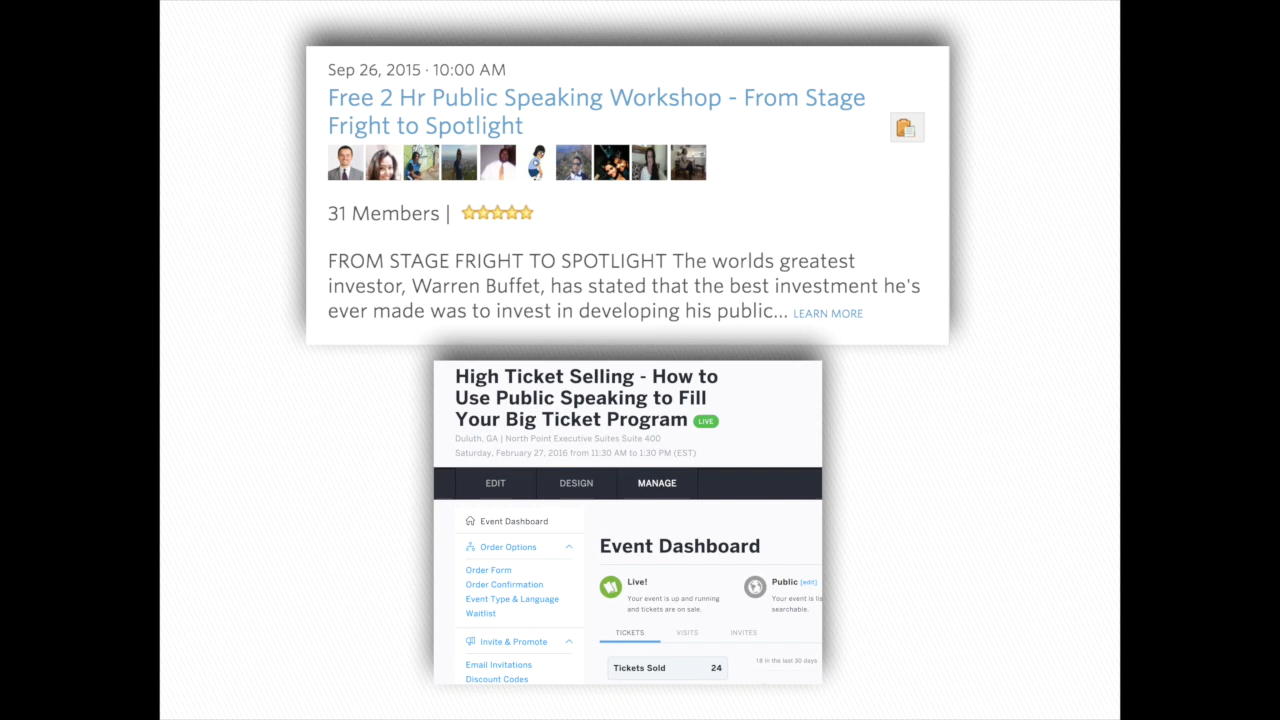 Sep 26, 2015 · 10:00 AM
Free 2 Hr Public Speaking Workshop - From Stage
Fright to Spotlight
31 Members |
FROM STAGE FRIGHT TO SPOTLIGHT The worlds greatest
investor, Warren Buffet, has stated that the best investment he's
ever made was to invest in developing his public... LEARN MORE
High Ticket Selling - How to
Use Public Speaking to Fill
Your Big Ticket Program LIVE
Duluth, GA | North Point Executive Suites Suite 400
Saturday, February 27, 2016 from 11:30 AM to 1:30 PM (EST)
EDIT DESIGN MANAGE
Event Dashboard
Order Options
Order Form
Order Confirmation
Event Type & Language
Waitlist
Invite & Promote
Email Invitations
Discount Codes
Event Dashboard
Live!
Your event is up and running
and tickets are on sale.
Public [edit]
Your event is lis
searchable.
TICKETS VISITS INVITES
18 in the last 30 days
Tickets Sold 24